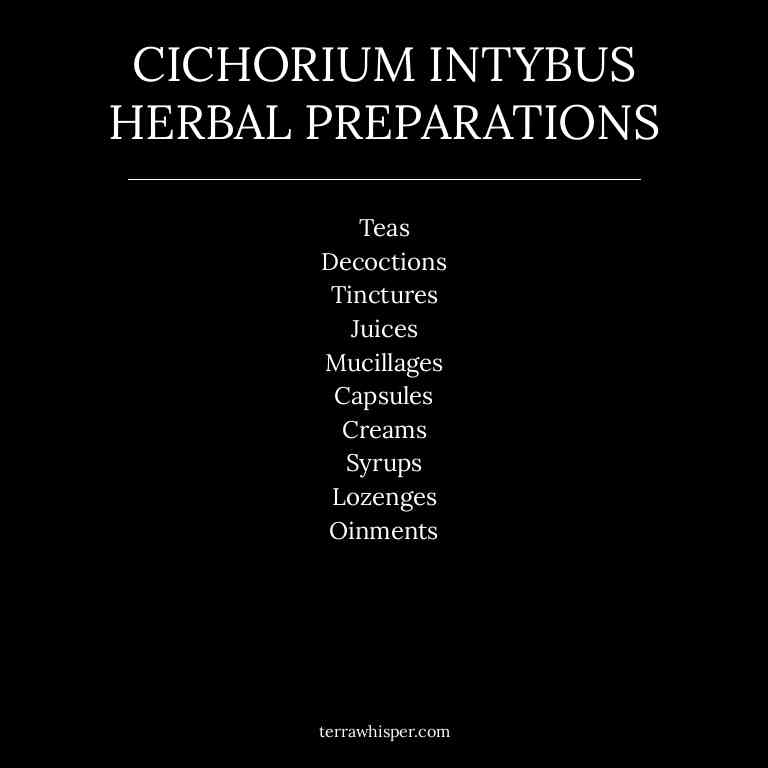 CICHORIUM INTYBUS
HERBAL PREPARATIONS
Teas
Decoctions
Tinctures
Juices
Mucillages
Capsules
Creams
Syrups
Lozenges
Oinments
terrawhisper.com